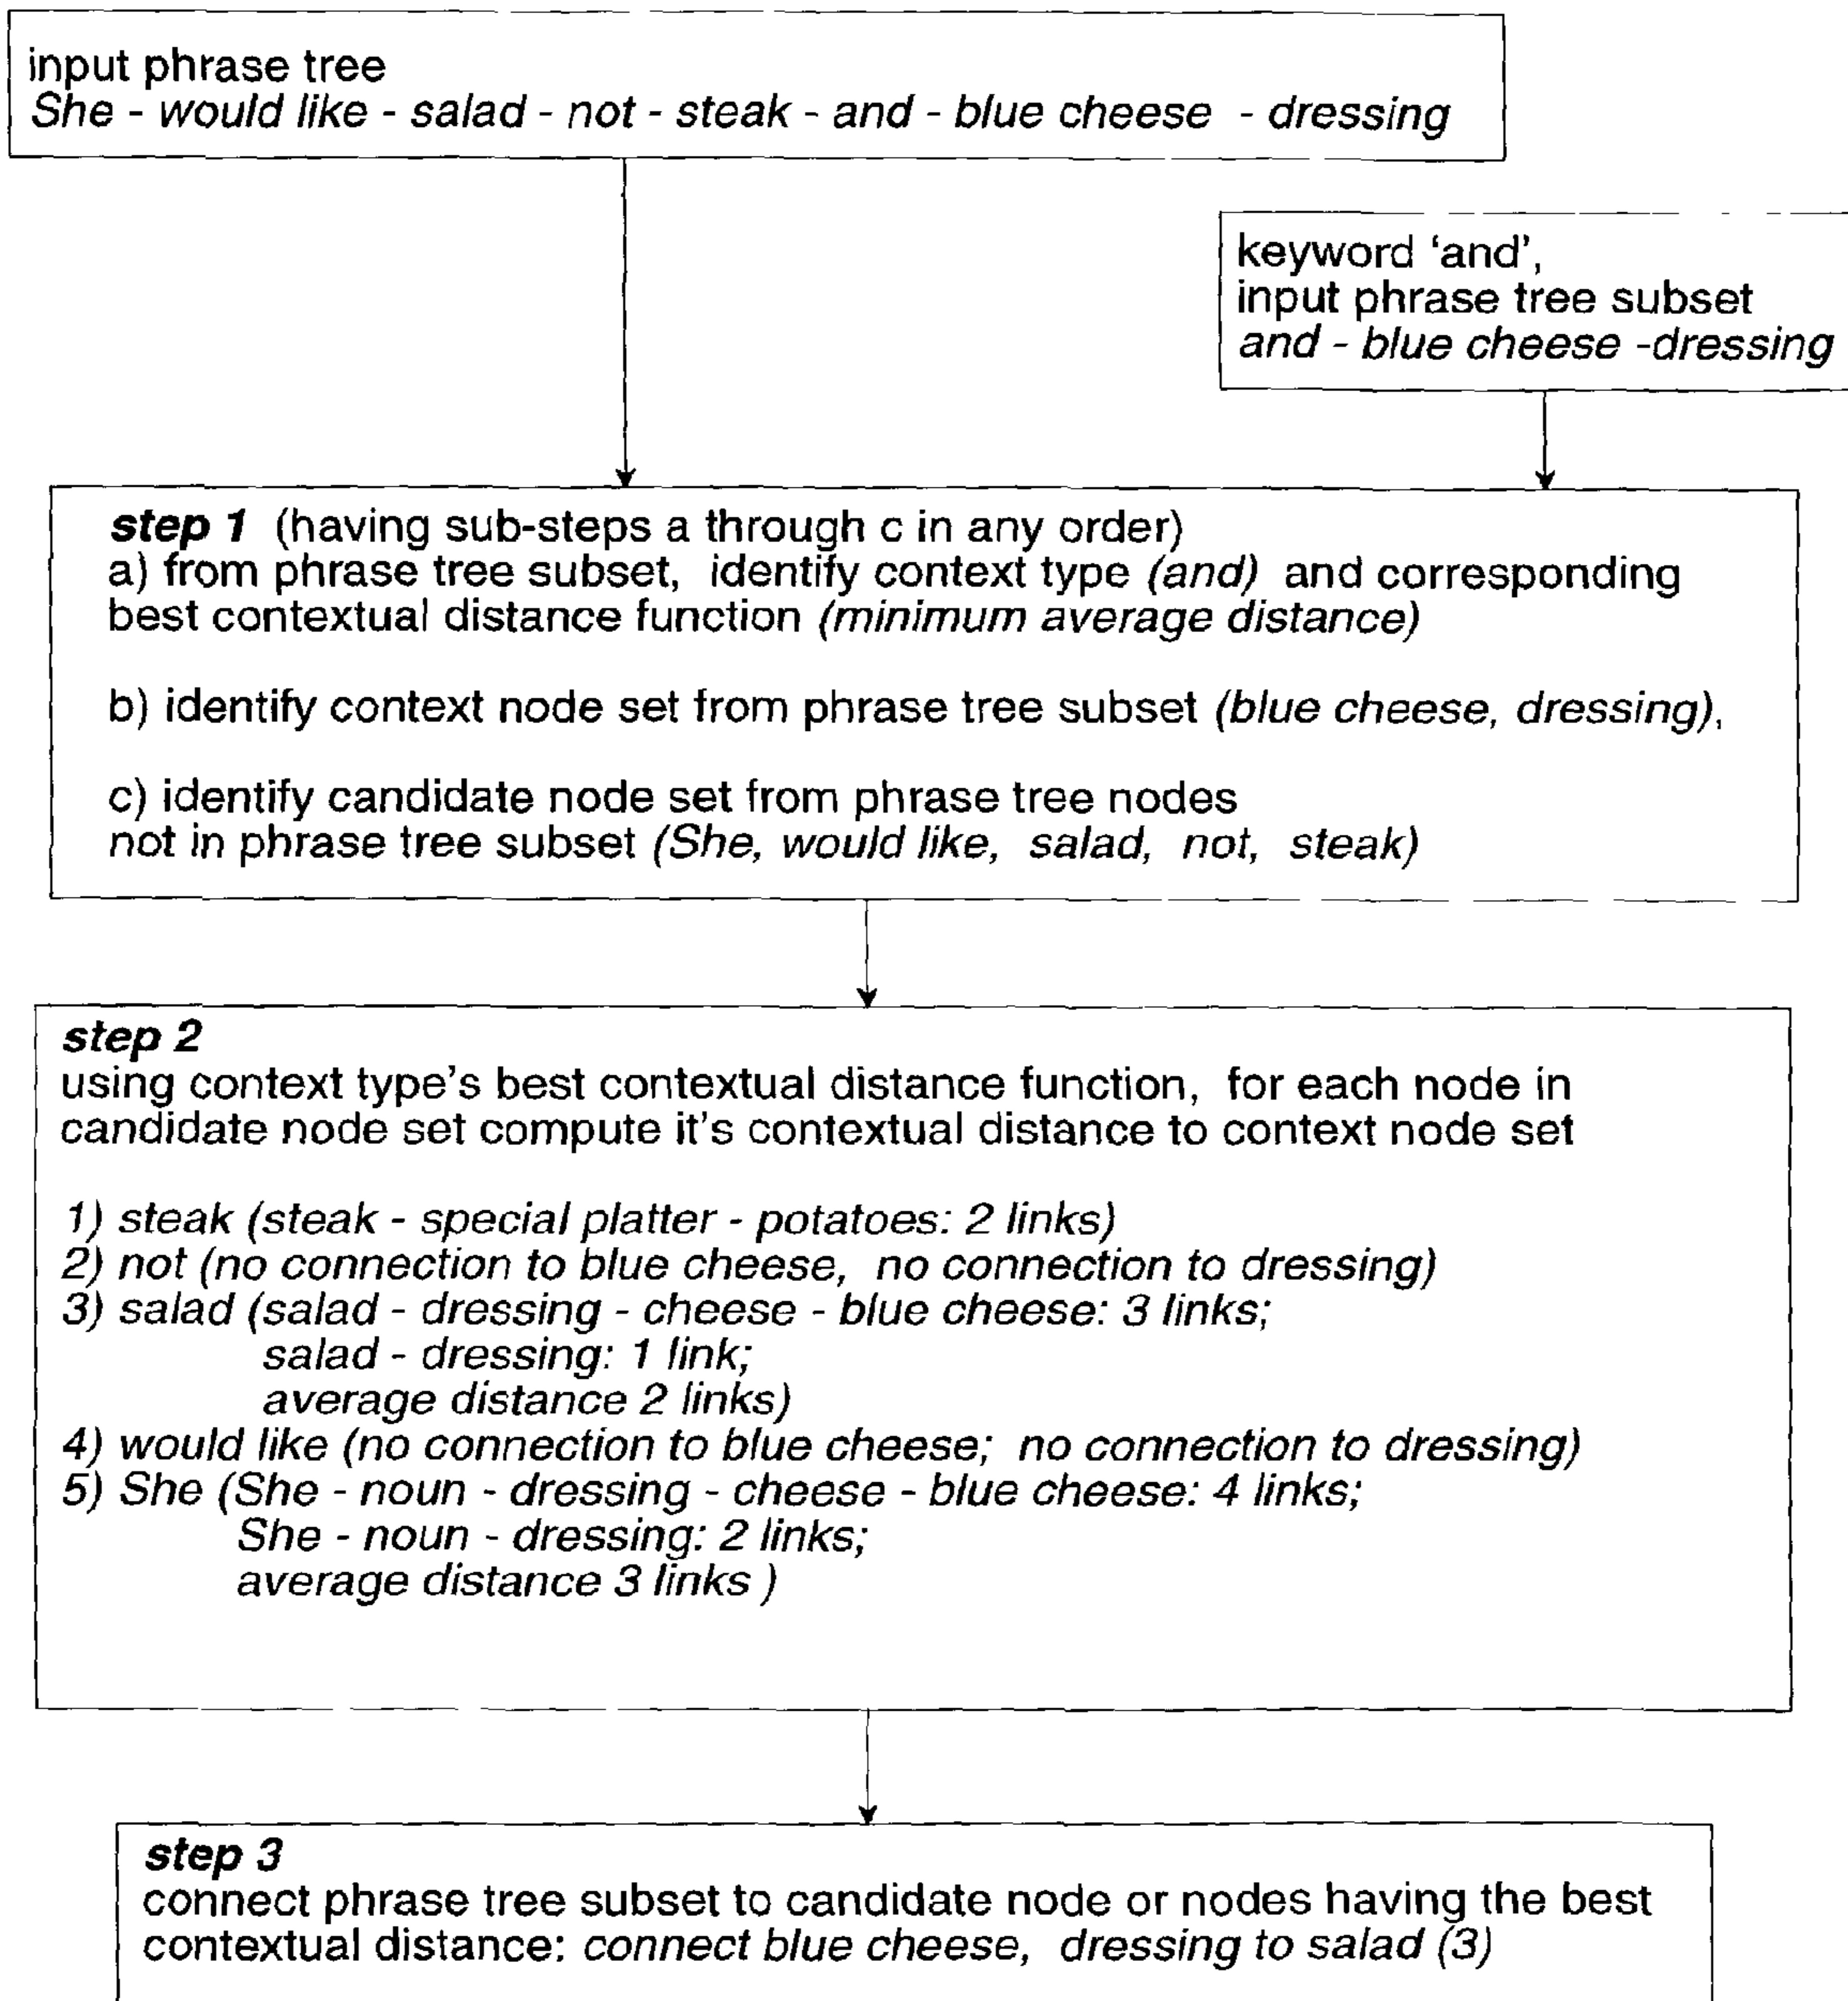 input phrase tree
She - would like - salad - not - steak - and - blue cheese - dressing
keyword ‘and’,
input phrase tree subset
and - blue cheese -dressing
step 1 (having sub-steps a through c in any order)
a) from phrase tree subset, identify context type (and) and corresponding
best contextual distance function (minimum average distance)
b) identify context node set from phrase tree subset (blue cheese, dressing),
c) identify candidate node set from phrase tree nodes
not in phrase tree subset (She, would like, salad, not, steak)
step 2
using context type's best contextual distance function, for each node in
candidate node set compute it's contextual distance to context node set
1) steak (steak - special platter - potatoes: 2 links)
2) not (no connection to blue cheese, no connection to dressing)
3) salad (salad - dressing - cheese - blue cheese: 3 links;
salad - dressing: 1 link;
average distance 2 links)
4) would like (no connection to blue cheese; no connection to dressing)
5) She (She - noun - dressing - cheese - blue cheese: 4 links;
She - noun - dressing: 2 links;
average distance 3 links )
step 3
connect phrase tree subset to candidate node or nodes having the best
contextual distance: connect blue cheese, dressing to salad (3)